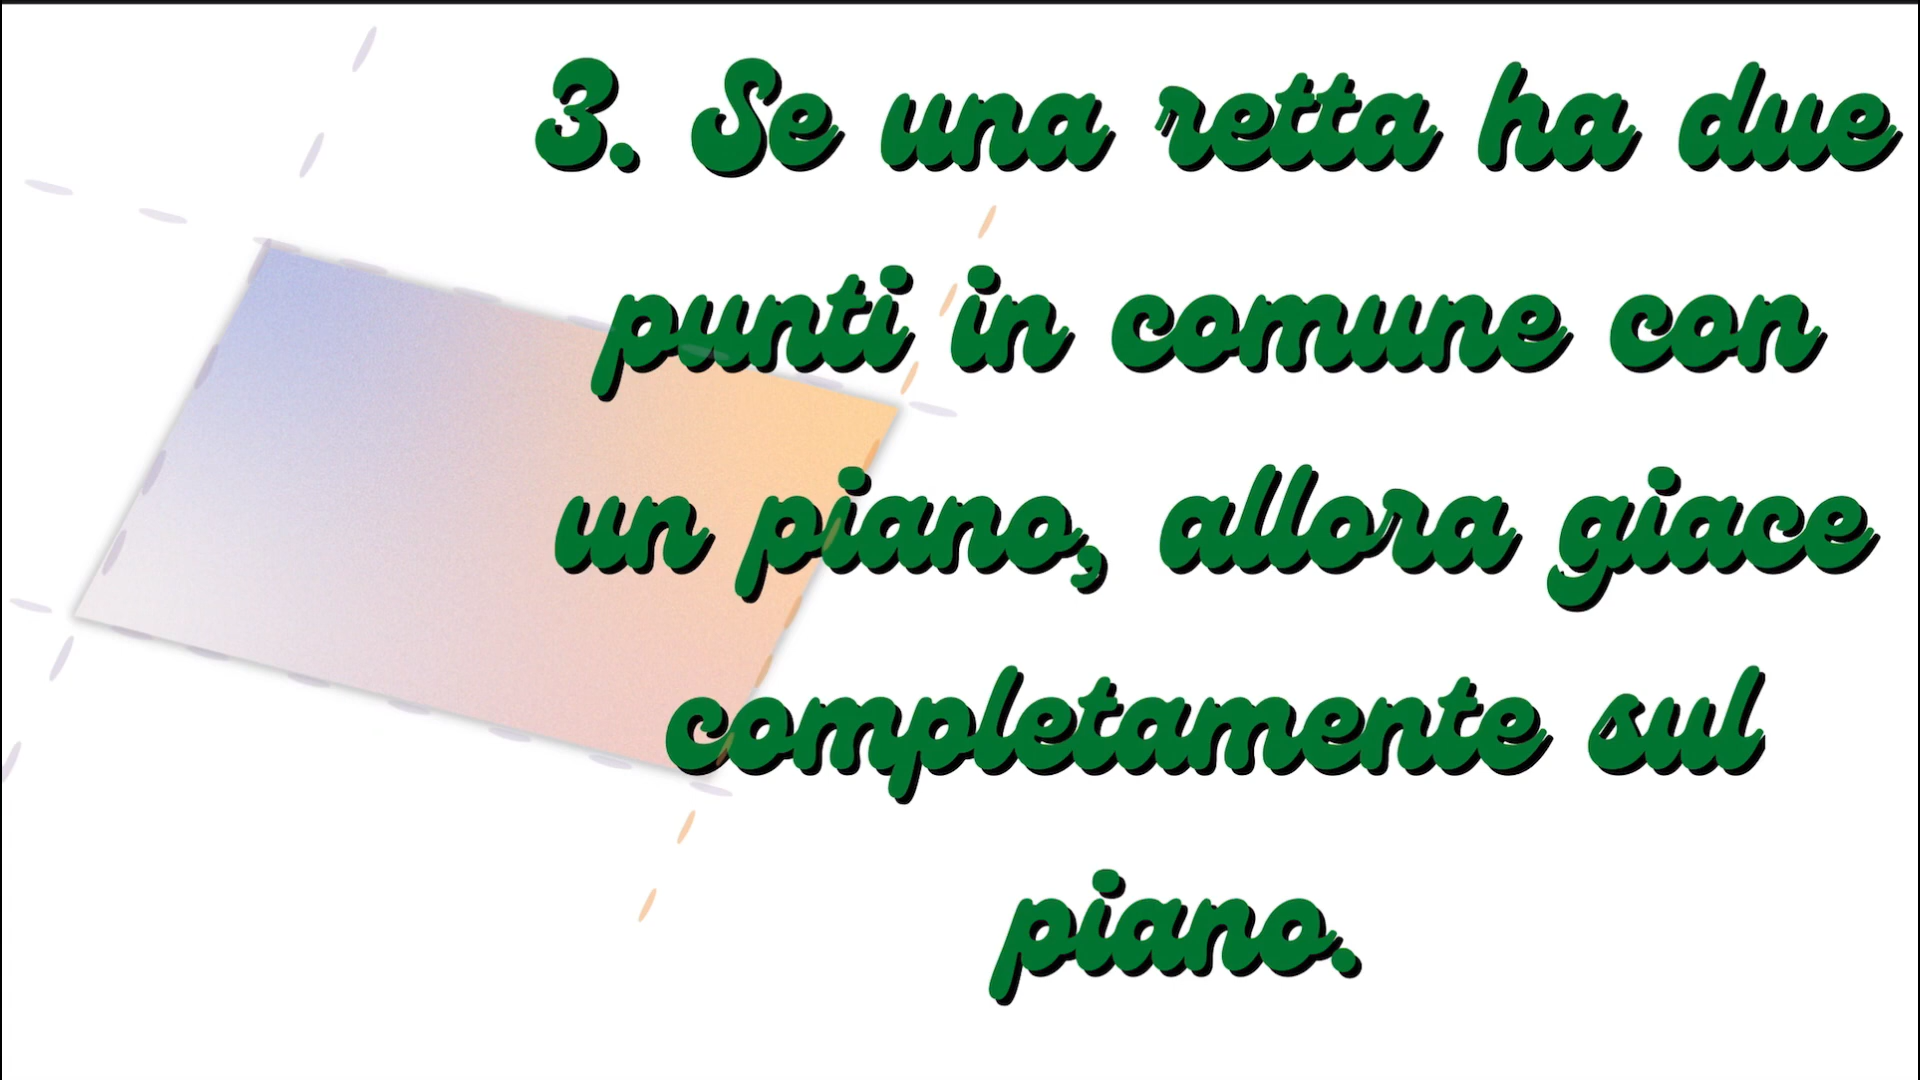 3. Se una retta ha due
punti in comune con
un piano, allora giace
completamente sul
piano.